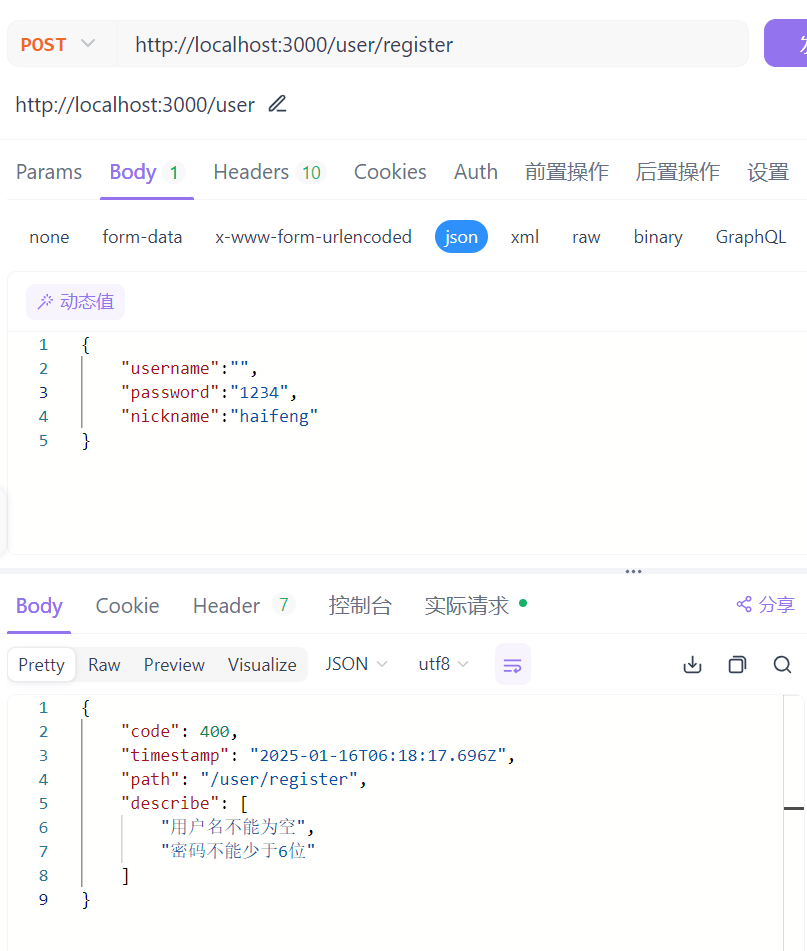 POST http://localhost:3000/user/register
http://localhost:3000/user
Params Body 1 Headers 10 Cookies Auth 前置操作 后置操作 设置
none form-data x-www-form-urlencoded json xml raw binary GraphQL
动态值
1 {
2 "username":"",
3 "password":"1234",
4 "nickname":"haifeng"
5 }
Body Cookie Header 7 控制台 实际请求 分享
Pretty Raw Preview Visualize JSON utf8
1 {
2 "code": 400,
3 "timestamp": "2025-01-16T06:18:17.696Z",
4 "path": "/user/register",
5 "describe": [
6 "用户名不能为空",
7 "密码不能少于6位"
8 ]
9 }